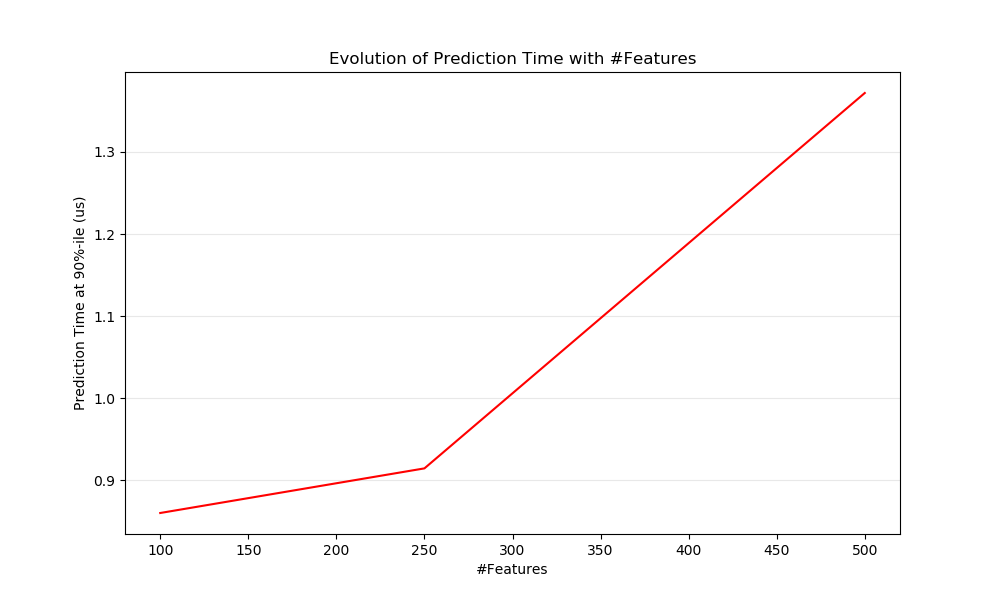 Evolution of Prediction Time with #Features
Prediction Time at 90%-ile (us)
1.3
1.2
1.1
1.0
0.9
100 150 200 250 300 350 400 450 500
#Features